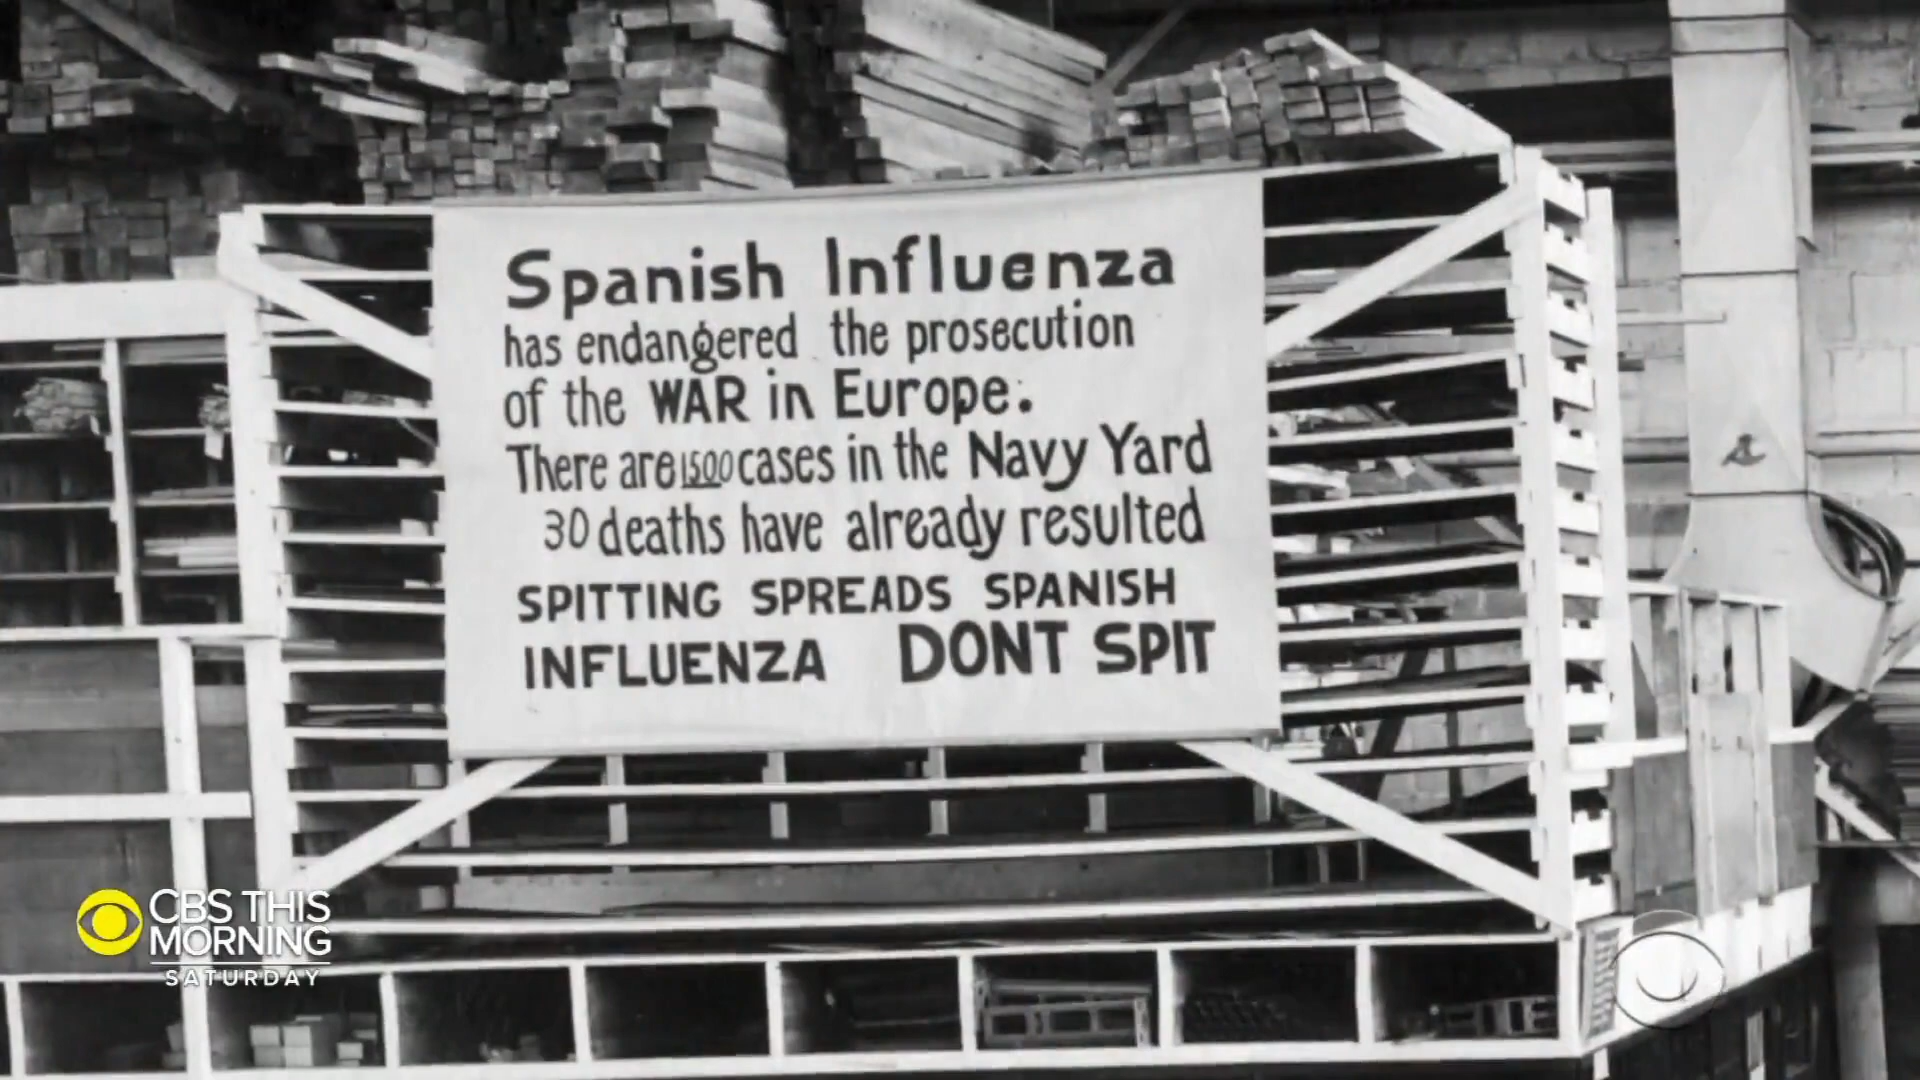 Spanish Influenza
has endangered the prosecution
of the WAR in Europe.
There are 1500 cases in the Navy Yard
30 deaths have already resulted
SPITTING SPREADS SPANISH
INFLUENZA DONT SPIT
CBS THIS
MORNING
SATURDAY